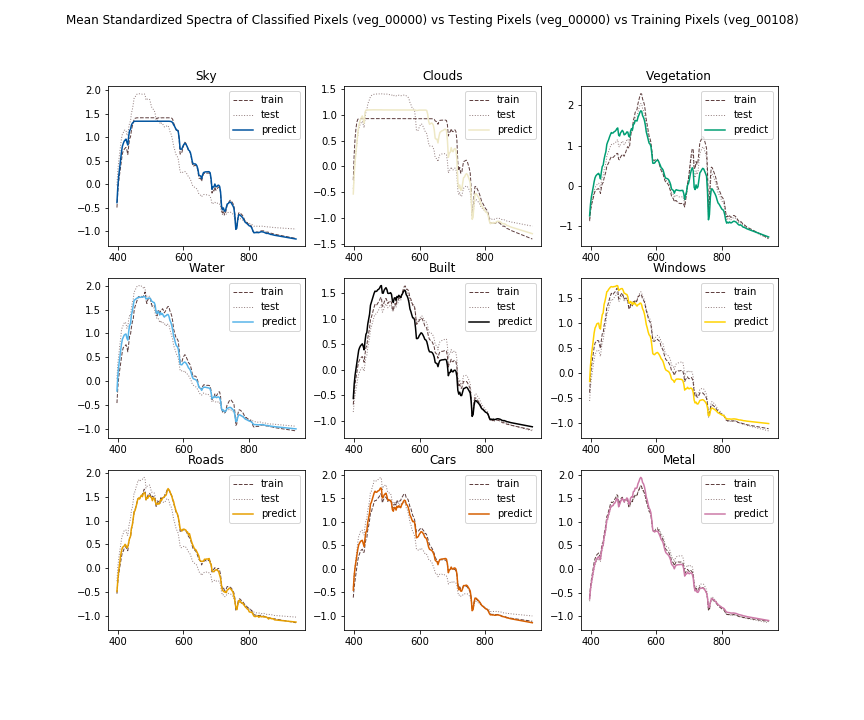 Mean Standardized Spectra of Classified Pixels (veg_00000) vs Testing Pixels (veg_00000) vs Training Pixels (veg_00108)
Sky
2.0
1.5
1.0
0.5
0.0
−0.5
−1.0
400
600
800
train
test
predict
Clouds
1.5
1.0
0.5
0.0
−0.5
−1.0
−1.5
400
600
800
train
test
predict
Vegetation
2
1
0
−1
400
600
800
train
test
predict
Water
2.0
1.5
1.0
0.5
0.0
−0.5
−1.0
400
600
800
train
test
predict
Built
1.5
1.0
0.5
0.0
−0.5
−1.0
400
600
800
train
test
predict
Windows
1.5
1.0
0.5
0.0
−0.5
−1.0
400
600
800
train
test
predict
Roads
2.0
1.5
1.0
0.5
0.0
−0.5
−1.0
400
600
800
train
test
predict
Cars
2.0
1.5
1.0
0.5
0.0
−0.5
−1.0
400
600
800
train
test
predict
Metal
2.0
1.5
1.0
0.5
0.0
−0.5
−1.0
400
600
800
train
test
predict